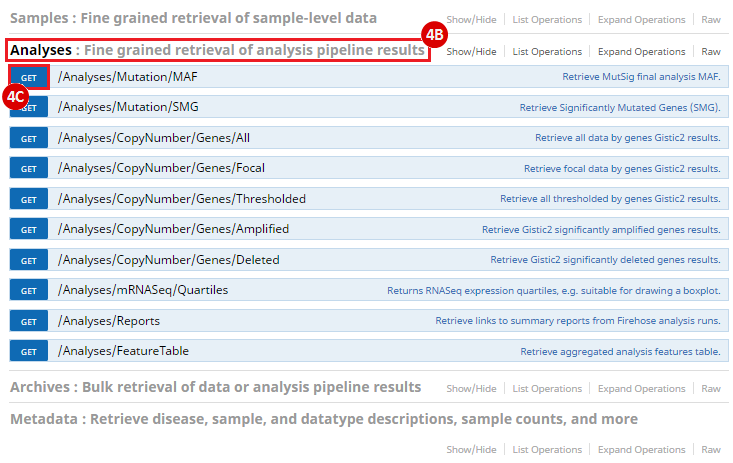 Samples : Fine grained retrieval of sample-level data Show/Hide List Operations Expand Operations Raw
4B
Analyses : Fine grained retrieval of analysis pipeline results Show/Hide List Operations Expand Operations Raw
GET /Analyses/Mutation/MAF Retrieve MutSig final analysis MAF.
4C
GET /Analyses/Mutation/SMG Retrieve Significantly Mutated Genes (SMG).
GET /Analyses/CopyNumber/Genes/All Retrieve all data by genes Gistic2 results.
GET /Analyses/CopyNumber/Genes/Focal Retrieve focal data by genes Gistic2 results.
GET /Analyses/CopyNumber/Genes/Thresholded Retrieve all thresholded by genes Gistic2 results.
GET /Analyses/CopyNumber/Genes/Amplified Retrieve Gistic2 significantly amplified genes results.
GET /Analyses/CopyNumber/Genes/Deleted Retrieve Gistic2 significantly deleted genes results.
GET /Analyses/mRNASeq/Quartiles Returns RNASeq expression quartiles, e.g. suitable for drawing a boxplot.
GET /Analyses/Reports Retrieve links to summary reports from Firehose analysis runs.
GET /Analyses/FeatureTable Retrieve aggregated analysis features table.
Archives : Bulk retrieval of data or analysis pipeline results Show/Hide List Operations Expand Operations Raw
Metadata : Retrieve disease, sample, and datatype descriptions, sample counts, and more
Show/Hide List Operations Expand Operations Raw